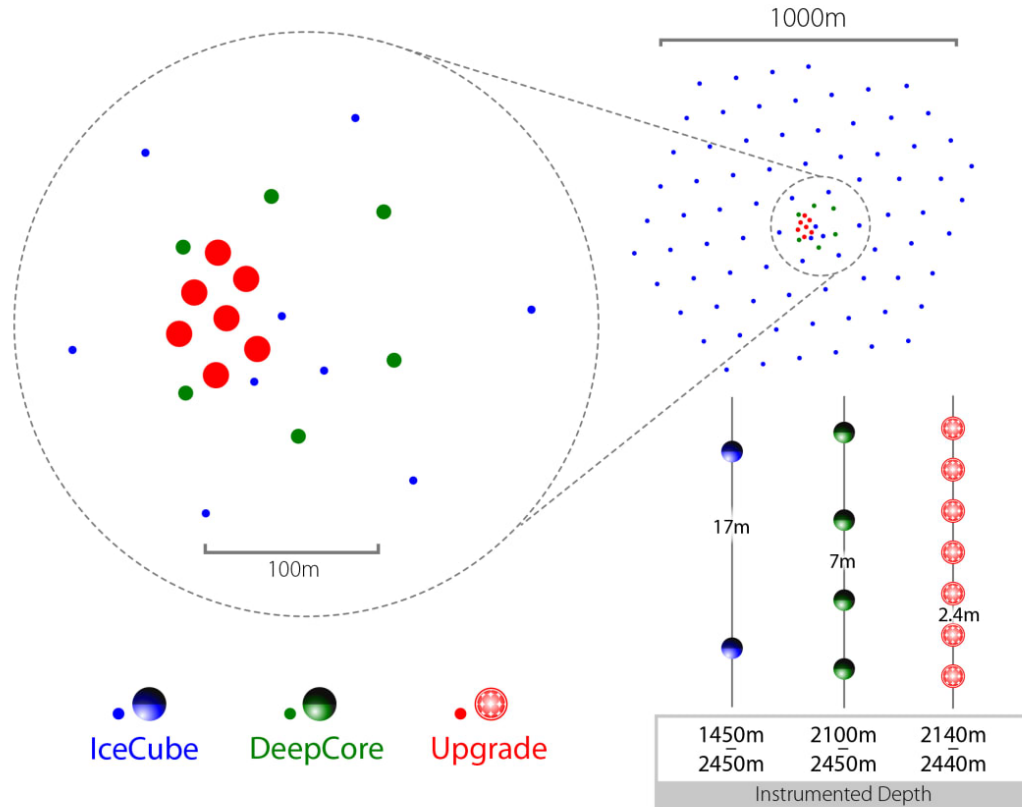 1000m
100m
17m
7m
2.4m
IceCube
DeepCore
Upgrade
1450m
–
2450m
2100m
–
2450m
2140m
–
2440m
Instrumented Depth